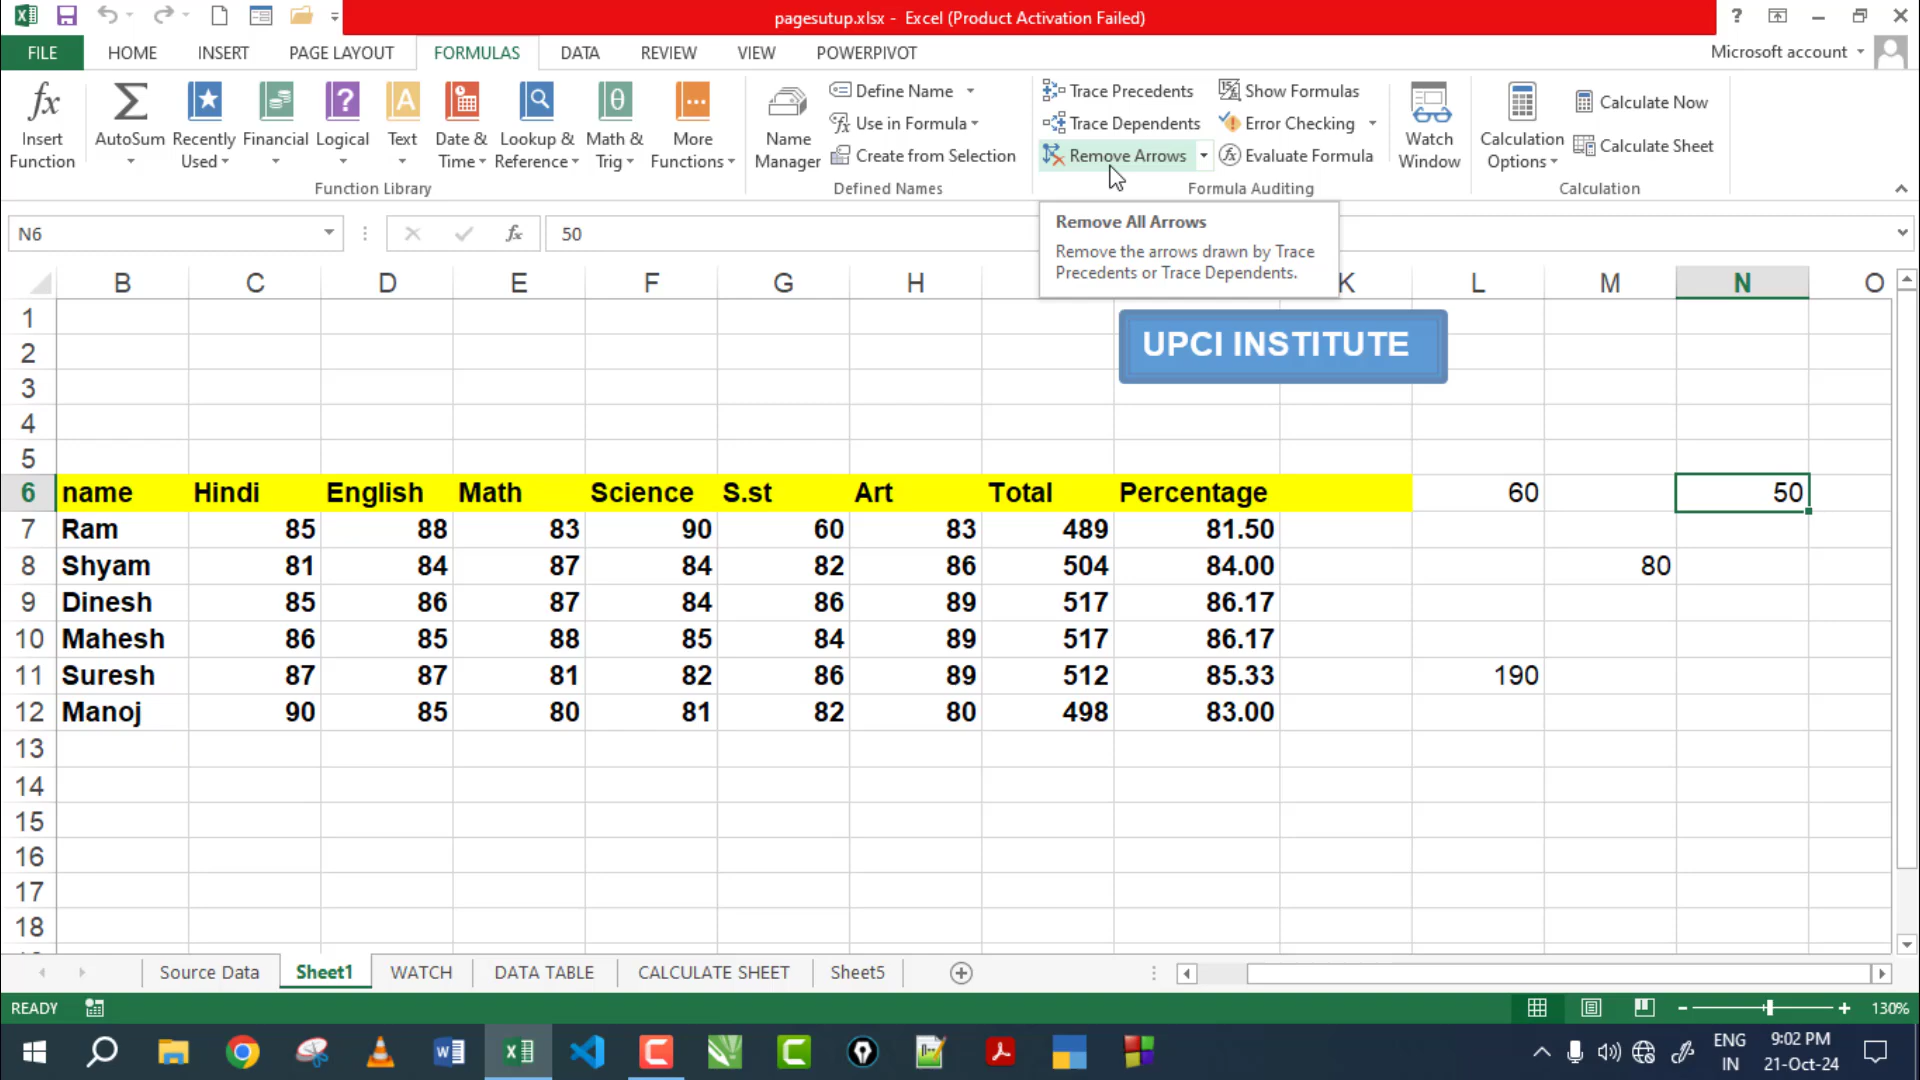 pagesutup.xlsx - Excel (Product Activation Failed)
FILE HOME INSERT PAGE LAYOUT FORMULAS DATA REVIEW VIEW POWERPIVOT Microsoft account
Insert Function
AutoSum
Recently Used
Financial
Logical
Text
Date & Time
Lookup & Reference
Math & Trig
More Functions
Function Library
Name Manager
Define Name
Use in Formula
Create from Selection
Defined Names
Trace Precedents
Trace Dependents
Remove Arrows
Show Formulas
Error Checking
Evaluate Formula
Formula Auditing
Watch Window
Calculation Options
Calculate Now
Calculate Sheet
Calculation
N6 fx 50
Remove All Arrows
Remove the arrows drawn by Trace
Precedents or Trace Dependents.
B C D E F G H K L M N O
1
UPCI INSTITUTE
2
3
4
5
6 name Hindi English Math Science S.st Art Total Percentage 60 50
7 Ram 85 88 83 90 60 83 489 81.50
8 Shyam 81 84 87 84 82 86 504 84.00 80
9 Dinesh 85 86 87 84 86 89 517 86.17
10 Mahesh 86 85 88 85 84 89 517 86.17
11 Suresh 87 87 81 82 86 89 512 85.33 190
12 Manoj 90 85 80 81 82 80 498 83.00
13
14
15
16
17
18
Source Data Sheet1 WATCH DATA TABLE CALCULATE SHEET Sheet5
READY 130%
ENG 9:02 PM
IN 21-Oct-24